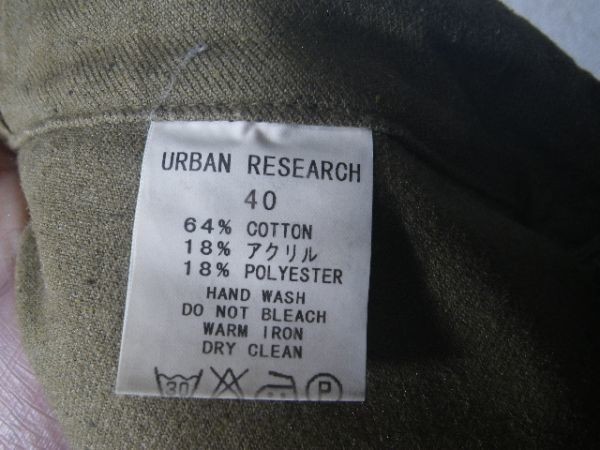 URBAN RESEARCH
40
64% COTTON
18% アクリル
18% POLYESTER
HAND WASH
DO NOT BLEACH
WARM IRON
DRY CLEAN
30 P